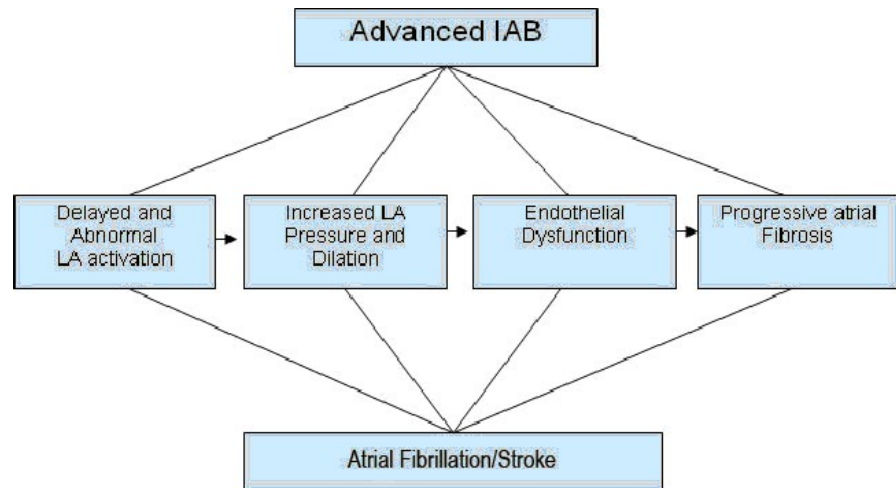 Advanced IAB
Delayed and
Abnormal
LA activation
Increased LA
Pressure and
Dilation
Endothelial
Dysfunction
Progressive atrial
Fibrosis
Atrial Fibrillation/Stroke